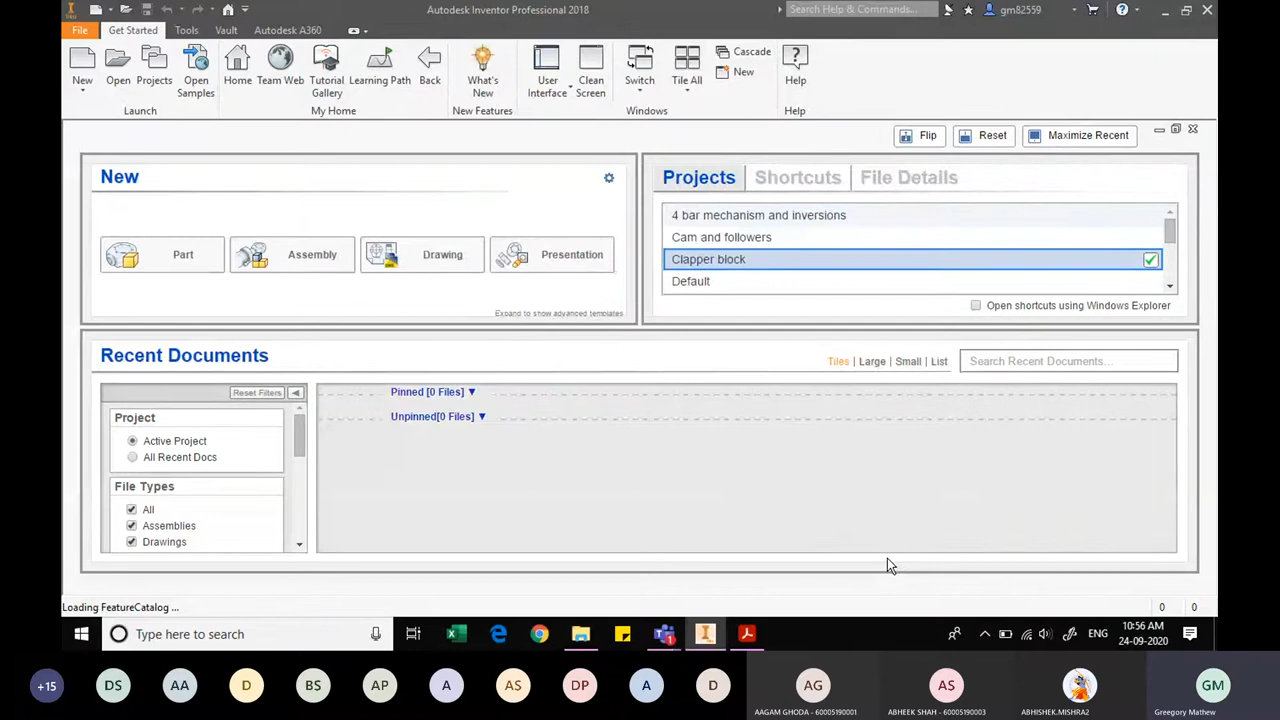 Autodesk Inventor Professional 2018
Search Help & Commands...
gm82559
File
Get Started
Tools
Vault
Autodesk A360
New
Open
Projects
Open Samples
Home
Team Web
Tutorial Gallery
Learning Path
Back
What's New
User Interface
Clean Screen
Switch
Tile All
Cascade
New
Help
Launch
My Home
New Features
Windows
Help
Flip
Reset
Maximize Recent
New
Part
Assembly
Drawing
Presentation
Expand to show advanced templates
Projects
Shortcuts
File Details
4 bar mechanism and inversions
Cam and followers
Clapper block
Default
Open shortcuts using Windows Explorer
Recent Documents
Tiles | Large | Small | List
Search Recent Documents...
Reset Filters
Project
Active Project
All Recent Docs
File Types
All
Assemblies
Drawings
Pinned [0 Files]
Unpinned[0 Files]
Loading FeatureCatalog ...
0
0
Type here to search
ENG
10:56 AM
24-09-2020
+15
DS
AA
D
BS
AP
A
AS
DP
A
D
AG
AAGAM GHODA - 60005190001
AS
ABHEEK SHAH - 60005190003
ABHISHEK.MISHRA2
GM
Greegory Mathew